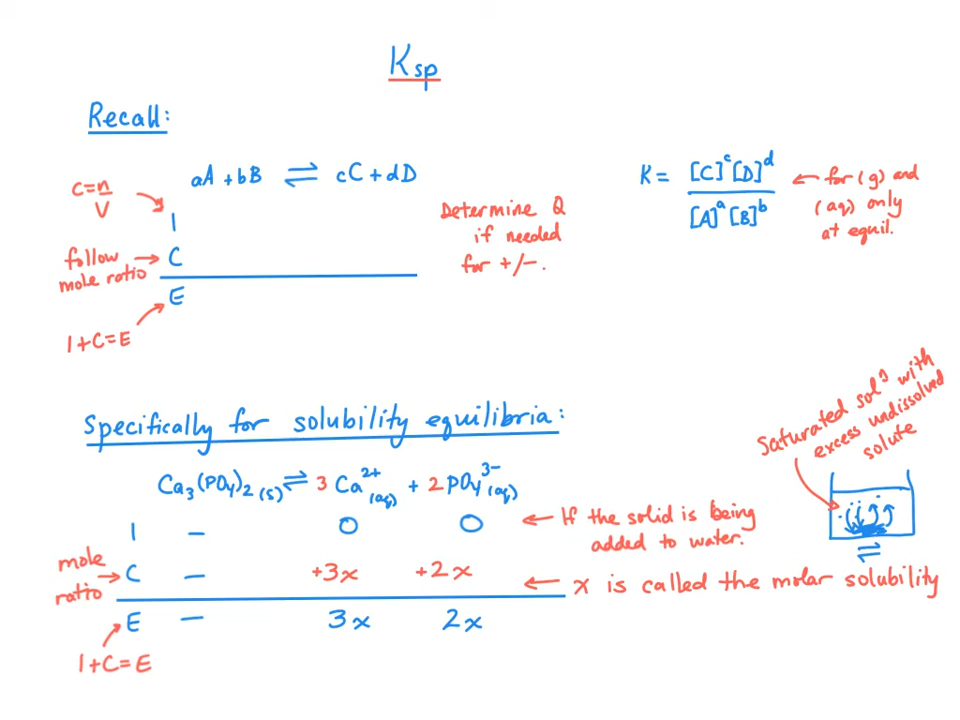 Ksp
Recall:
aA + bB ⇌ cC + dD
K = [C]^c [D]^d / [A]^a [B]^b
← for (g) and
(aq) only
at equil.
c = n/V
I
Determine Q
if needed
for +/-.
follow
mole ratio → C
E
I + C = E
Specifically for solubility equilibria:
Saturated solⁿ with
excess undissolved
solute
Ca₃(PO₄)₂ (s) ⇌ 3 Ca²⁺(aq) + 2 PO₄³⁻(aq)
I – 0 0 ← If the solid is being
added to water.
⇌
mole
ratio → C – +3x +2x ← x is called the molar solubility
E – 3x 2x
I + C = E